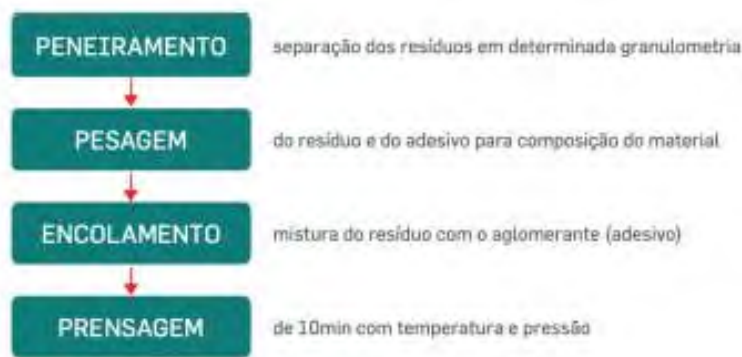 PENEIRAMENTO separação dos resíduos em determinada granulometria
PESAGEM do resíduo e do adesivo para composição do material
ENCOLAMENTO mistura do resíduo com o aglomerante (adesivo)
PRENSAGEM de 10min com temperatura e pressão